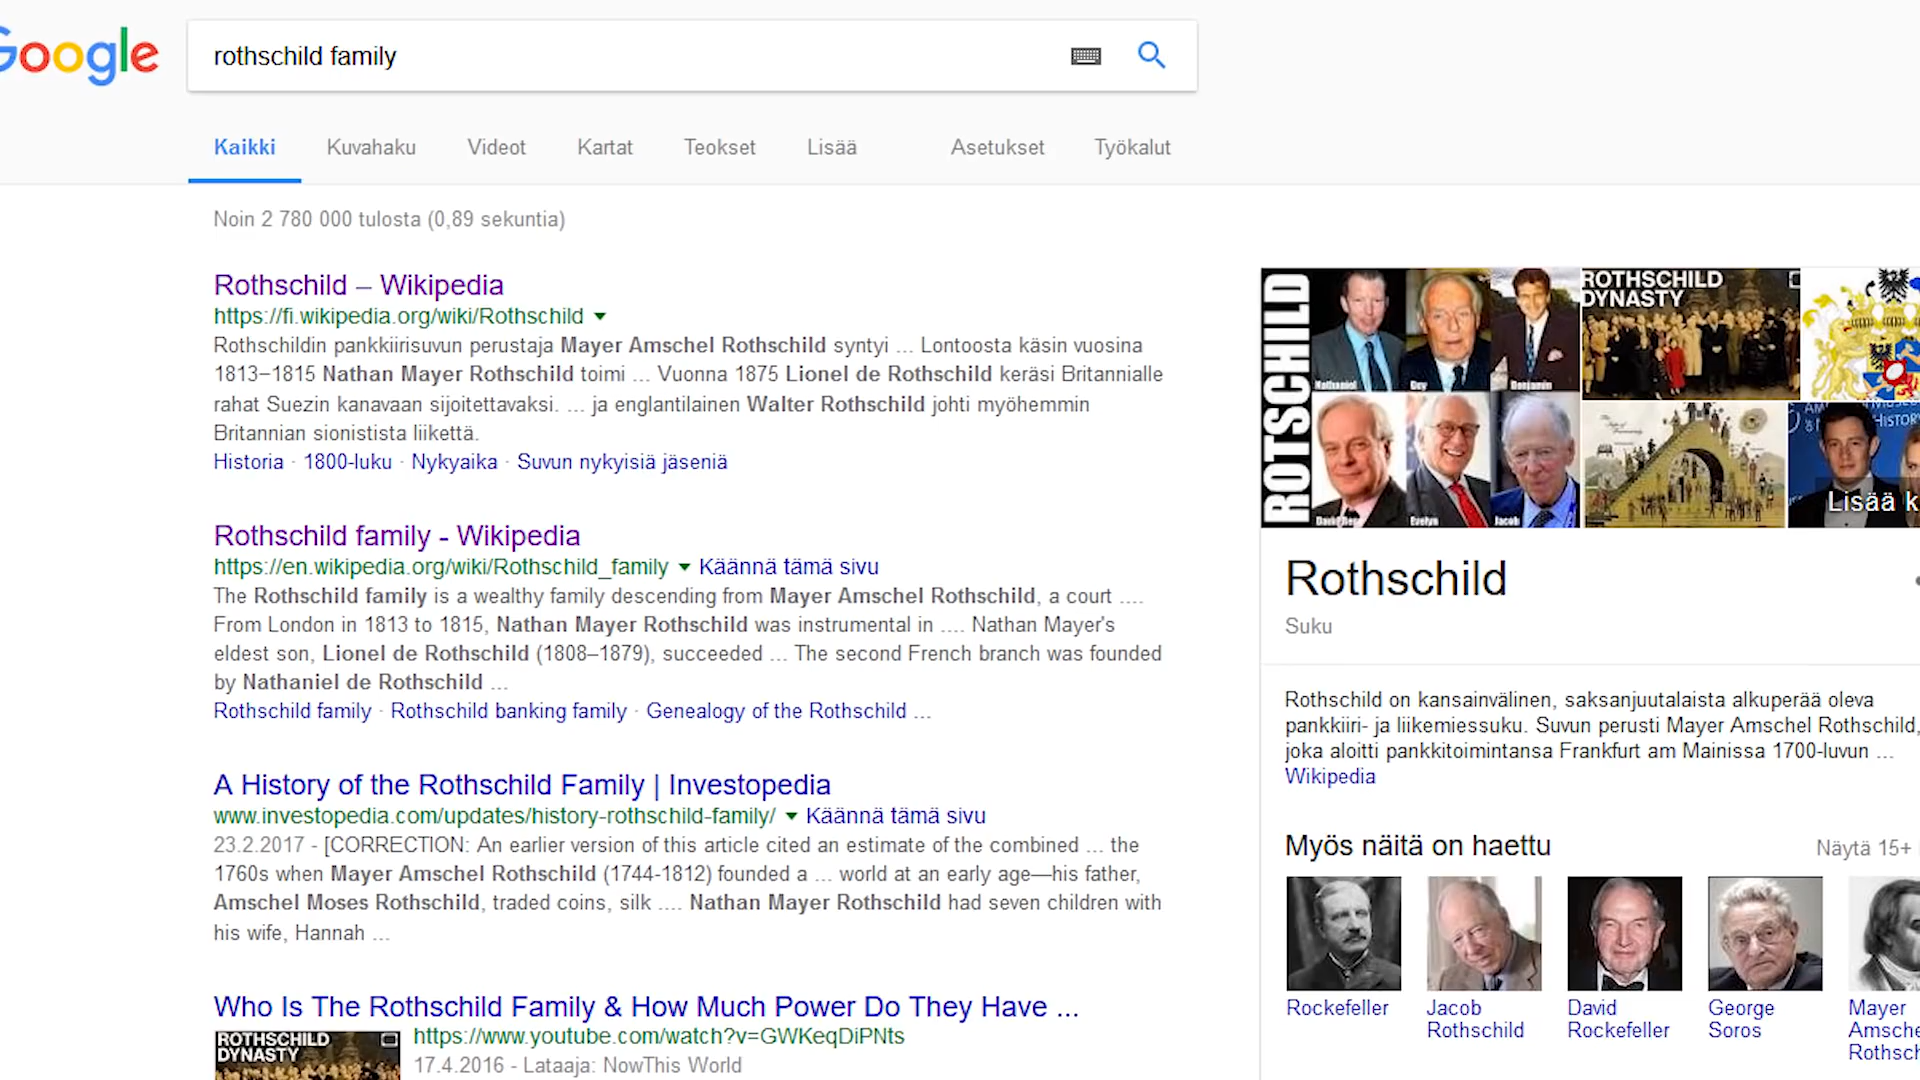 Google
rothschild family
Kaikki Kuvahaku Videot Kartat Teokset Lisää Asetukset Työkalut
Noin 2 780 000 tulosta (0,89 sekuntia)
Rothschild – Wikipedia
https://fi.wikipedia.org/wiki/Rothschild
Rothschildin pankkiirisuvun perustaja Mayer Amschel Rothschild syntyi ... Lontoosta käsin vuosina
1813–1815 Nathan Mayer Rothschild toimi ... Vuonna 1875 Lionel de Rothschild keräsi Britannialle
rahat Suezin kanavaan sijoitettavaksi. ... ja englantilainen Walter Rothschild johti myöhemmin
Britannian sionistista liikettä.
Historia · 1800-luku · Nykyaika · Suvun nykyisiä jäseniä
Rothschild family - Wikipedia
https://en.wikipedia.org/wiki/Rothschild_family Käännä tämä sivu
The Rothschild family is a wealthy family descending from Mayer Amschel Rothschild, a court ....
From London in 1813 to 1815, Nathan Mayer Rothschild was instrumental in .... Nathan Mayer's
eldest son, Lionel de Rothschild (1808–1879), succeeded ... The second French branch was founded
by Nathaniel de Rothschild ...
Rothschild family · Rothschild banking family · Genealogy of the Rothschild ...
A History of the Rothschild Family | Investopedia
www.investopedia.com/updates/history-rothschild-family/ Käännä tämä sivu
23.2.2017 - [CORRECTION: An earlier version of this article cited an estimate of the combined ... the
1760s when Mayer Amschel Rothschild (1744-1812) founded a ... world at an early age—his father,
Amschel Moses Rothschild, traded coins, silk .... Nathan Mayer Rothschild had seven children with
his wife, Hannah ...
Who Is The Rothschild Family & How Much Power Do They Have ...
ROTHSCHILD
DYNASTY
https://www.youtube.com/watch?v=GWKeqDiPNts
17.4.2016 - Lataaja: NowThis World
ROTSCHILD
Nathaniel Guy Benjamin
Evelyn Jacob
ROTHSCHILD
DYNASTY
HISTORY
Lisää k
Rothschild
Suku
Rothschild on kansainvälinen, saksanjuutalaista alkuperää oleva
pankkiiri- ja liikemiessuku. Suvun perusti Mayer Amschel Rothschild,
joka aloitti pankkitoimintansa Frankfurt am Mainissa 1700-luvun ...
Wikipedia
Myös näitä on haettu
Näytä 15+
Rockefeller
Jacob
Rothschild
David
Rockefeller
George
Soros
Mayer
Amsche
Rothsch